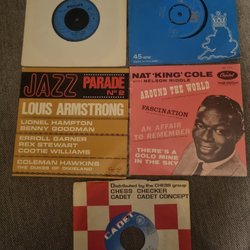 45 RPM
JAZZ PARADE
Nº 2
LOUIS ARMSTRONG
LIONEL HAMPTON
BENNY GOODMAN
ERROLL GARNER
REX STEWART
COOTIE WILLIAMS
COLEMAN HAWKINS
THE DUKES OF DIXIELAND
NAT 'KING' COLE
Capitol
with NELSON RIDDLE
AROUND THE WORLD
FASCINATION
AN AFFAIR
TO REMEMBER
THERE'S A
GOLD MINE
IN THE SKY
Distributed by the CHESS group
CHESS CHECKER
CADET CADET CONCEPT
CADET